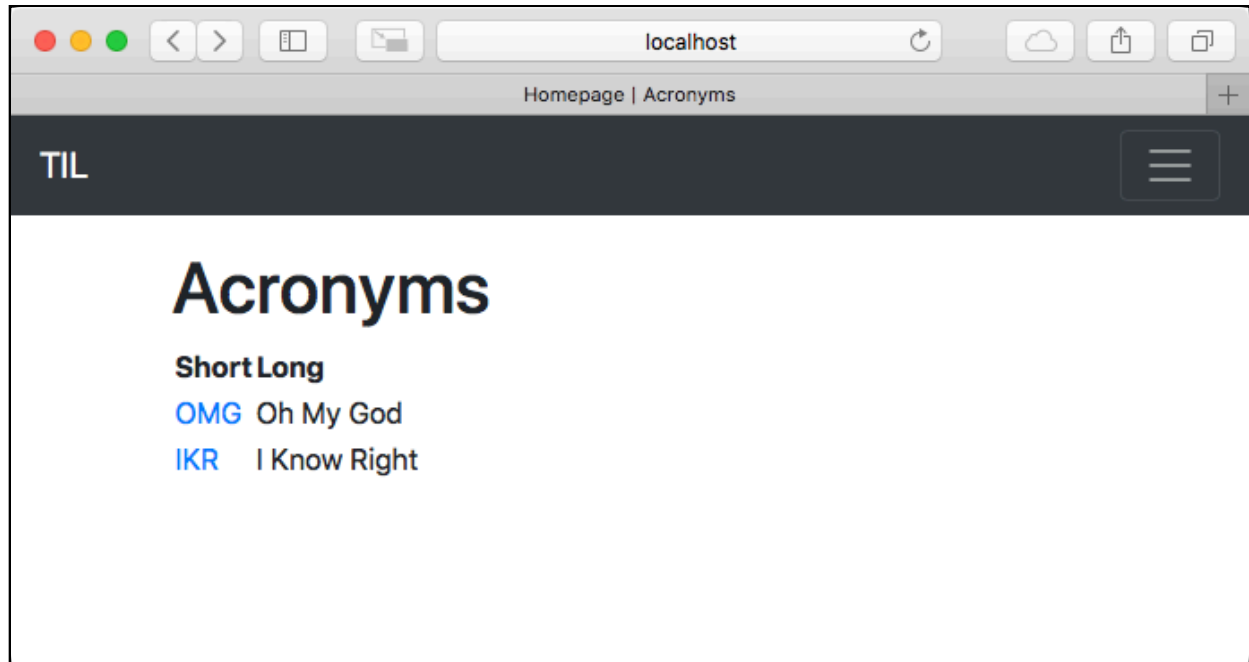 localhost
Homepage | Acronyms
TIL
Acronyms
Short Long
OMG Oh My God
IKR I Know Right